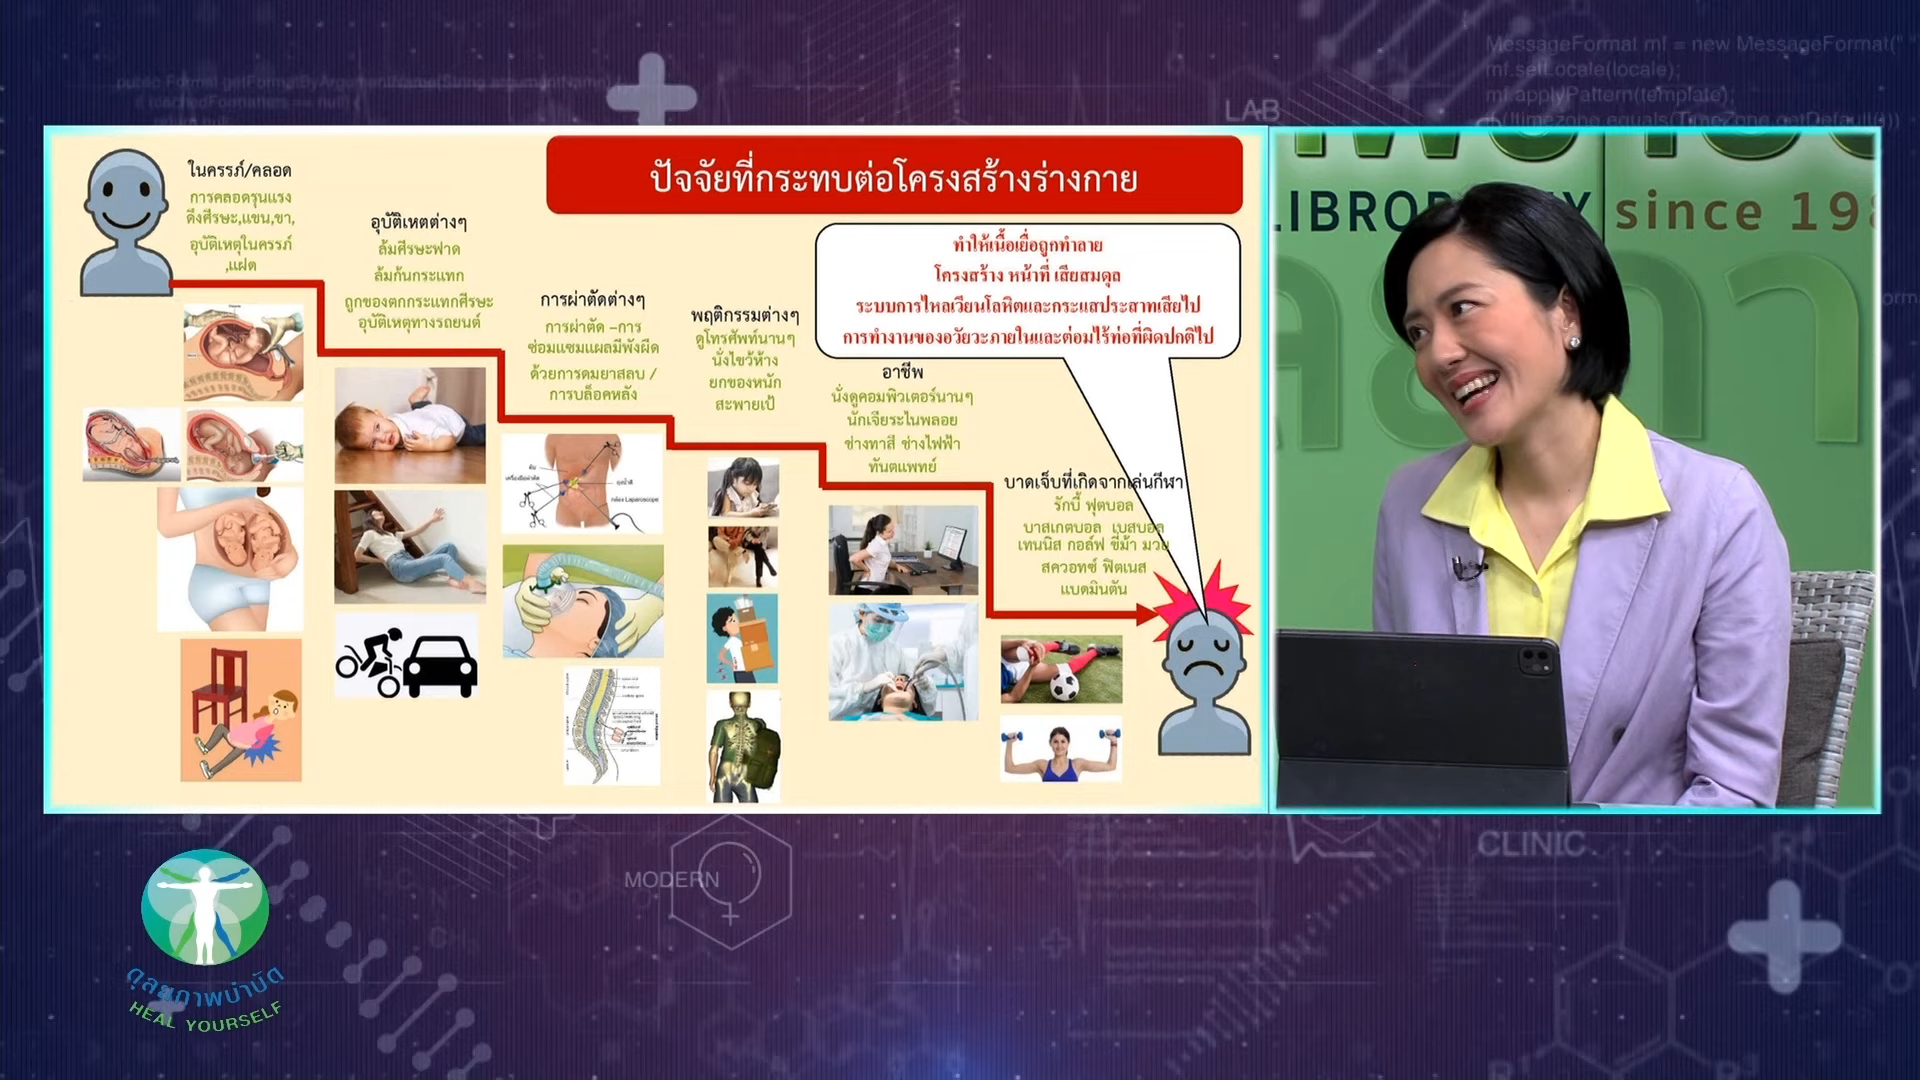 MessageFormat mf = new MessageFormat("
mf.setLocale(locale);
mf.applyPattern(template);
LAB
ปัจจัยที่กระทบต่อโครงสร้างร่างกาย
ในครรภ์/คลอด
การคลอดรุนแรง
ดึงศีรษะ,แขน,ขา,
อุบัติเหตุในครรภ์
,แฝด
อุบัติเหตต่างๆ
ล้มศีรษะฟาด
ล้มก้นกระแทก
ถูกของตกกระแทกศีรษะ
อุบัติเหตุทางรถยนต์
การผ่าตัดต่างๆ
การผ่าตัด –การ
ซ่อมแซมแผลมีพังผืด
ด้วยการดมยาสลบ /
การบล็อคหลัง
พฤติกรรมต่างๆ
ดูโทรศัพท์นานๆ
นั่งไขว้ห้าง
ยกของหนัก
สะพายเป้
ทำให้เนื้อเยื่อถูกทำลาย
โครงสร้าง หน้าที่ เสียสมดุล
ระบบการไหลเวียนโลหิตและกระแสประสาทเสียไป
การทำงานของอวัยวะภายในและต่อมไร้ท่อที่ผิดปกติไป
อาชีพ
นั่งดูคอมพิวเตอร์นานๆ
นักเจียระไนพลอย
ช่างทาสี ช่างไฟฟ้า
ทันตแพทย์
บาดเจ็บที่เกิดจากเล่นกีฬา
รักบี้ ฟุตบอล
บาสเกตบอล เบสบอล
เทนนิส กอล์ฟ ขี่ม้า มวย
สควอทซ์ ฟิตเนส
แบดมินตัน
since 198
MODERN
CLINIC
ดุลยภาพบำบัด
HEAL YOURSELF